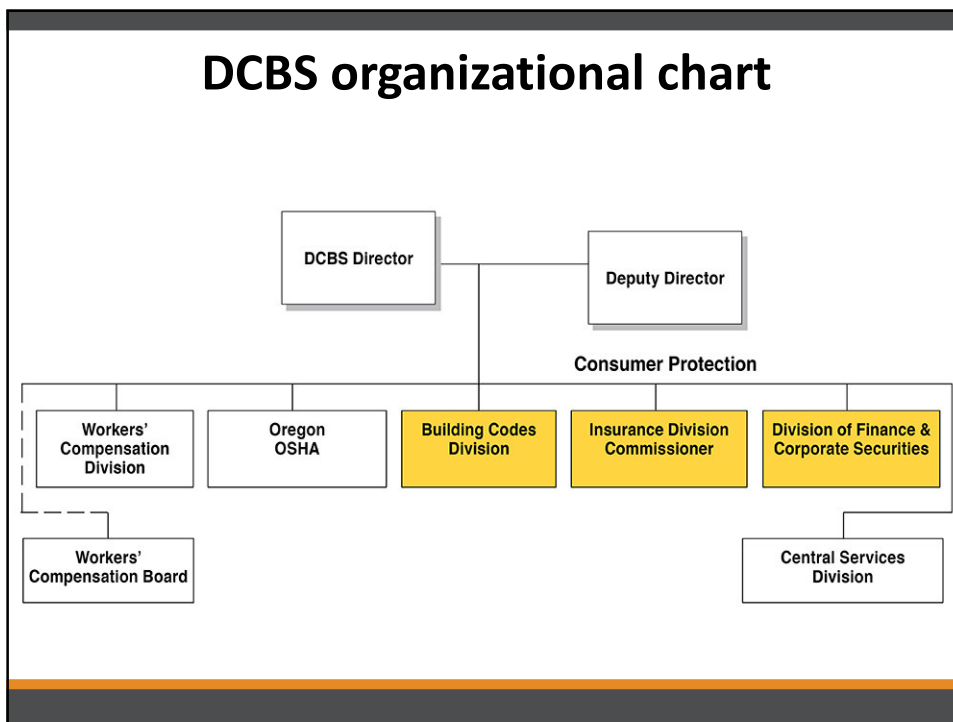 DCBS organizational chart
DCBS Director
Deputy Director
Consumer Protection
Workers'
Compensation
Division
Oregon
OSHA
Building Codes
Division
Insurance Division
Commissioner
Division of Finance &
Corporate Securities
Workers'
Compensation Board
Central Services
Division